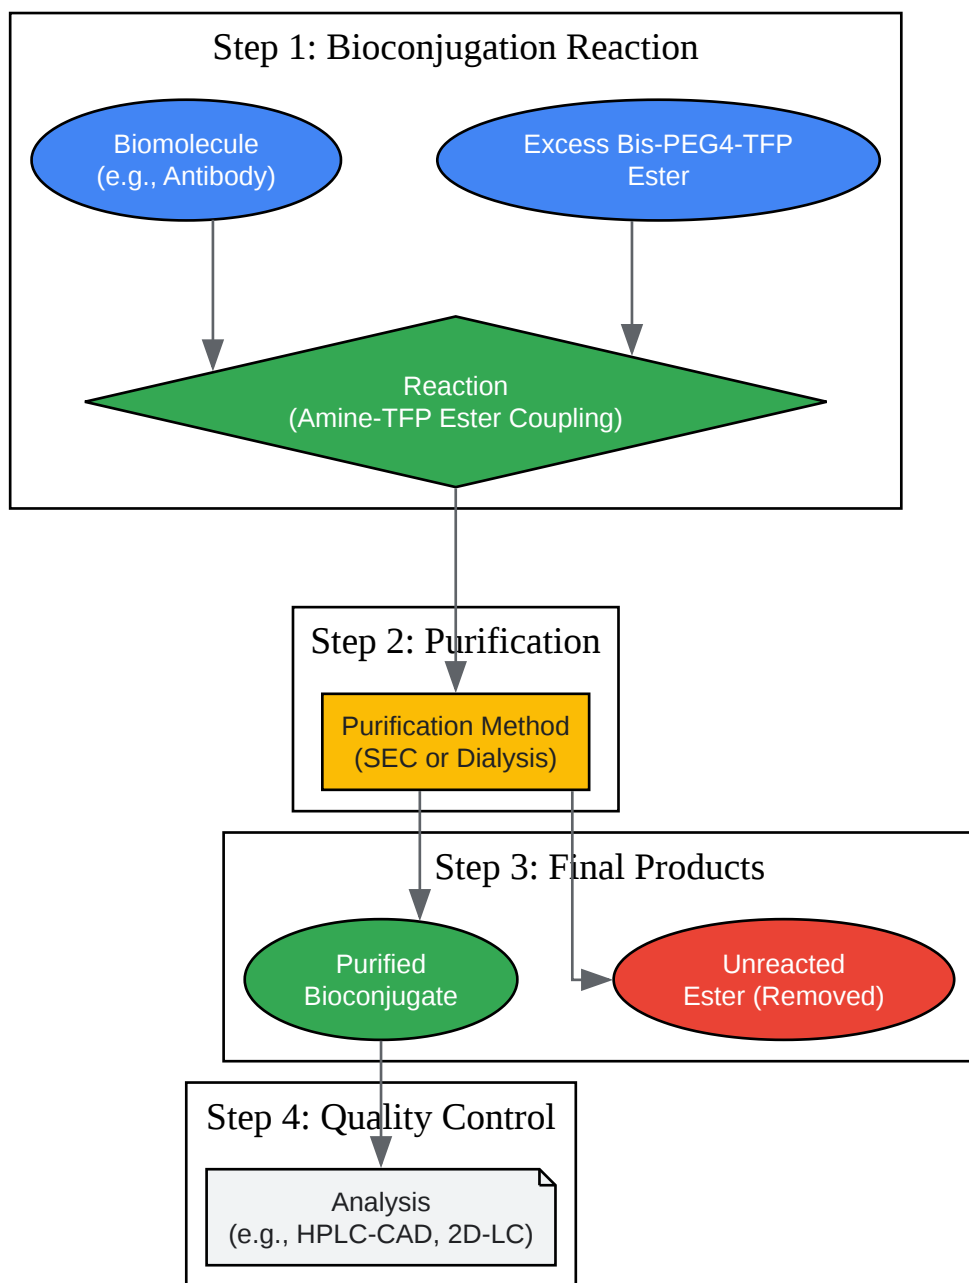 Step 1: Bioconjugation Reaction
Biomolecule
(e.g., Antibody)
Excess Bis-PEG4-TFP
Ester
Reaction
(Amine-TFP Ester Coupling)
Step 2: Purification
Purification Method
(SEC or Dialysis)
Step 3: Final Products
Purified
Bioconjugate
Unreacted
Ester (Removed)
Step 4: Quality Control
Analysis
(e.g., HPLC-CAD, 2D-LC)